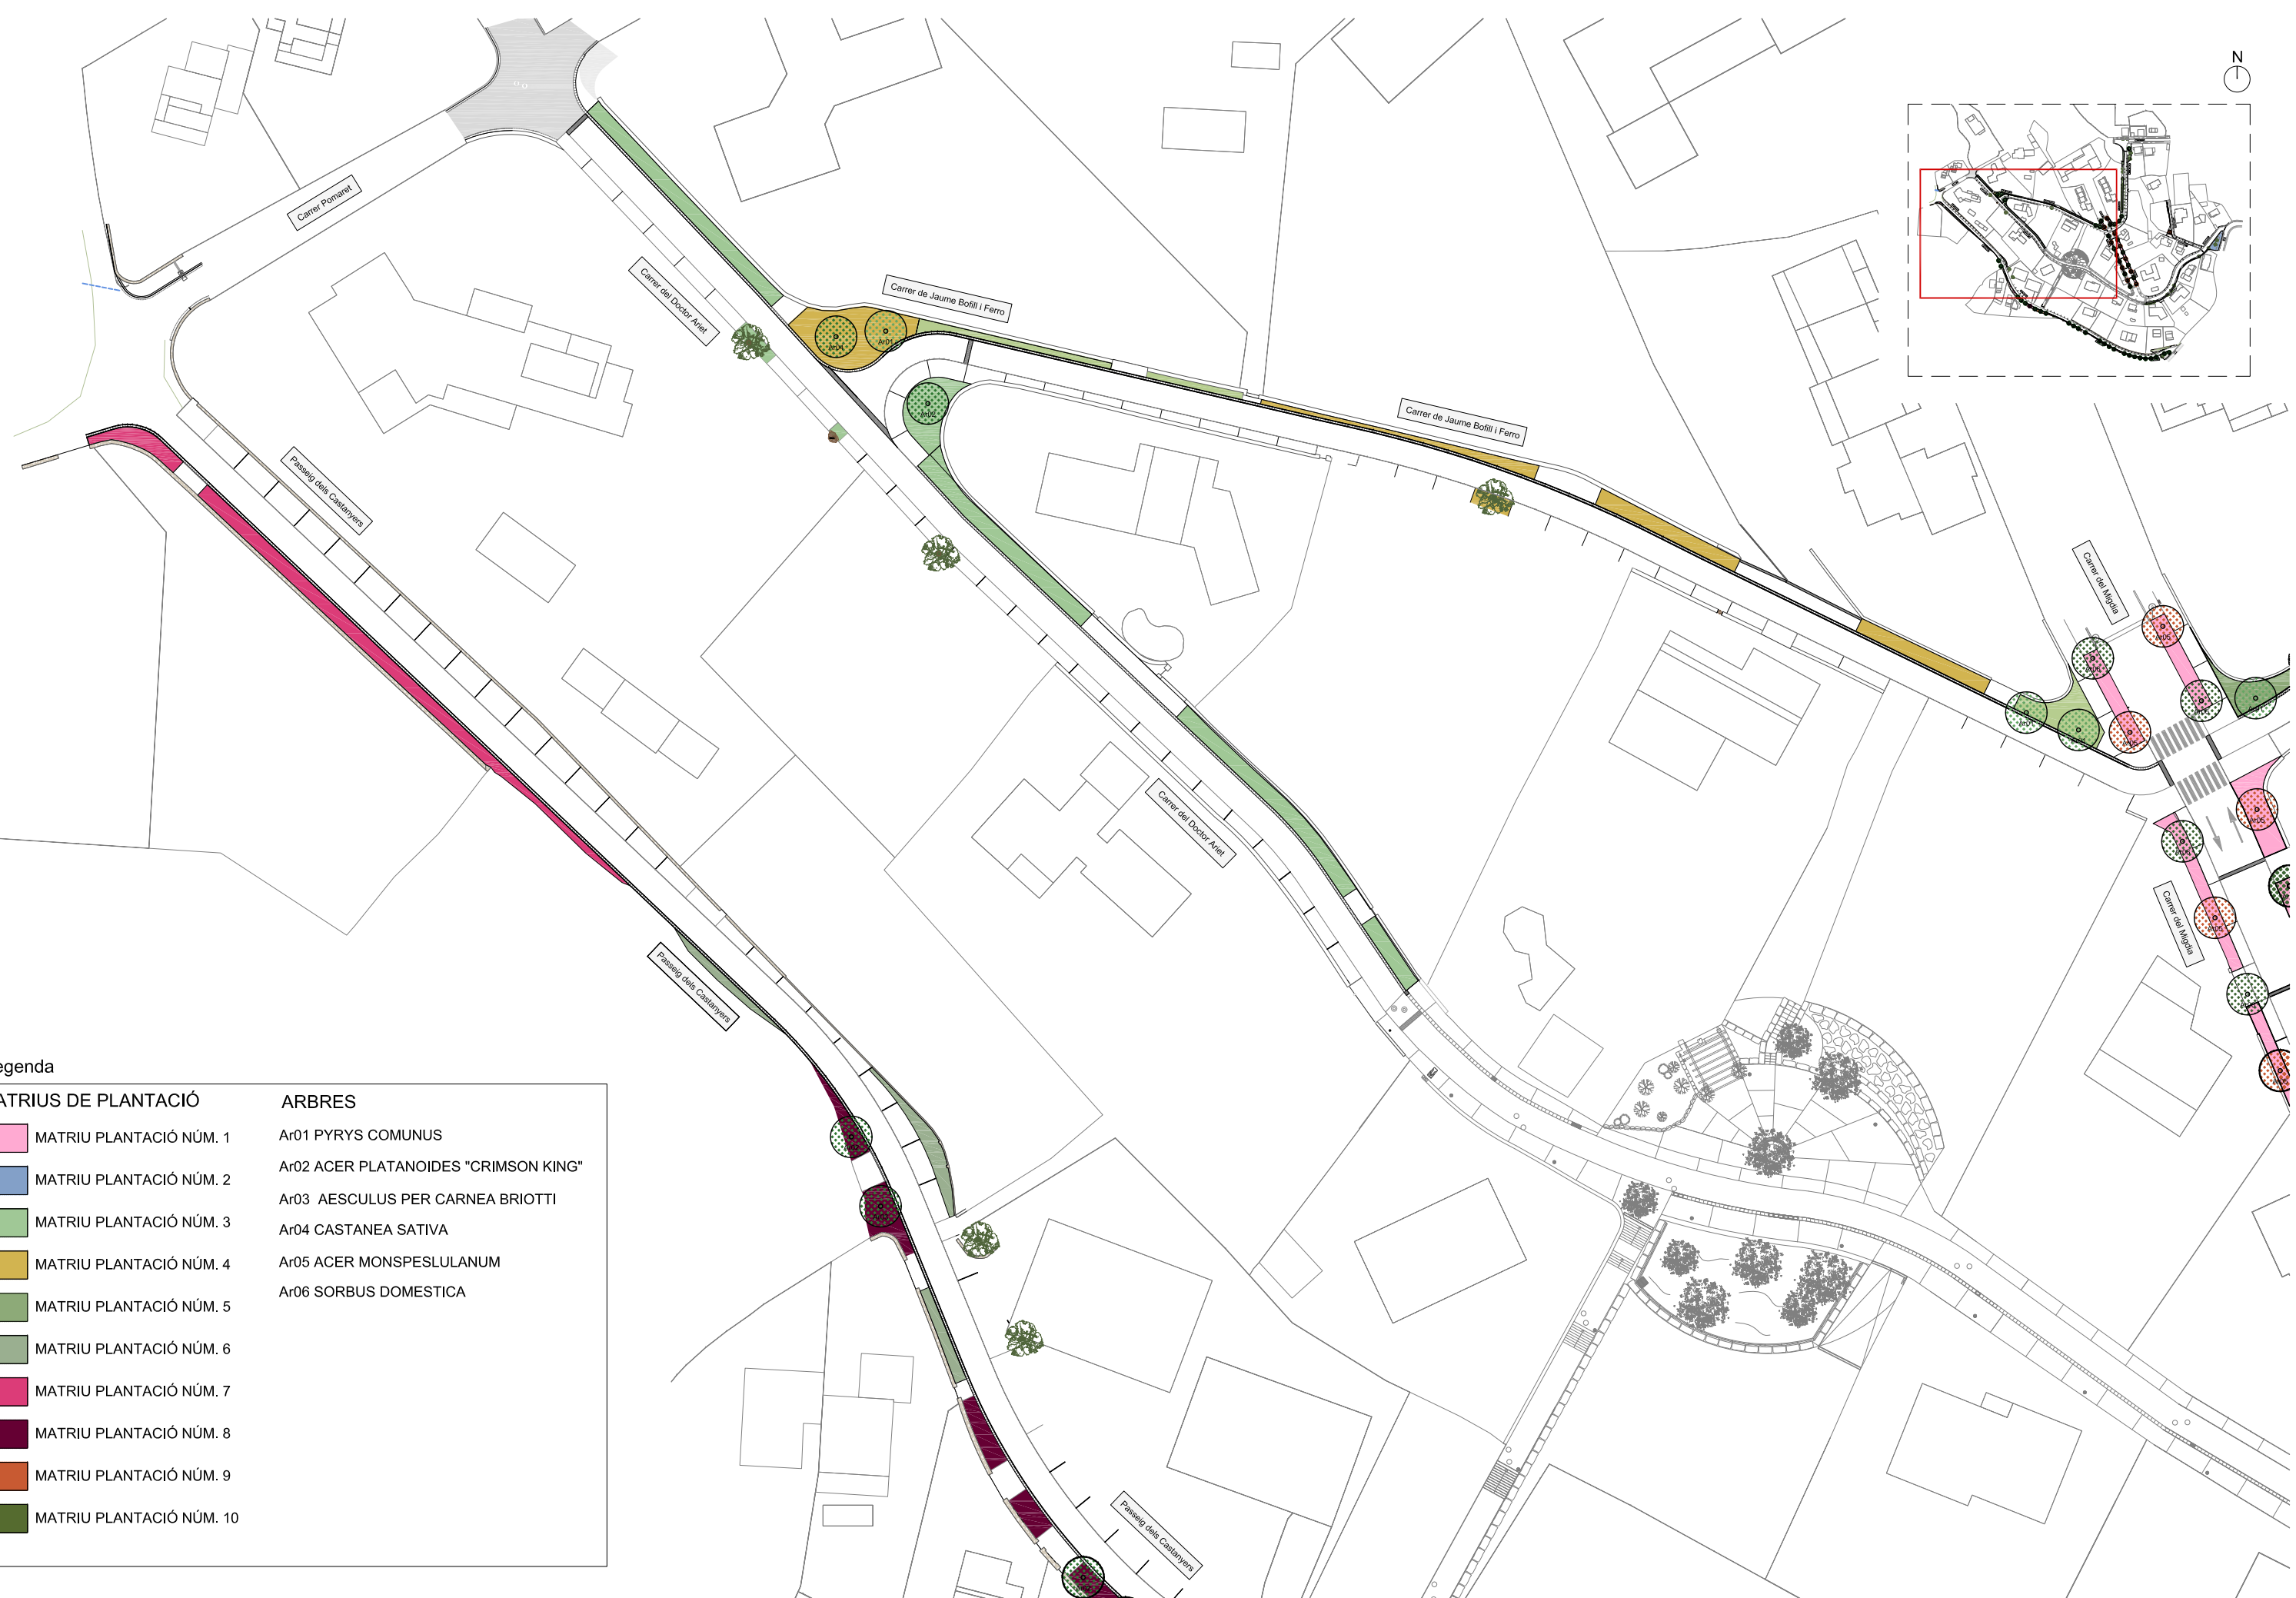 N
Carrer Pomaret
Carrer del Doctor Ariet
Carrer de Jaume Bofill i Ferro
Carrer de Jaume Bofill i Ferro
Passeig dels Castanyers
Carrer del Migdia
Carrer del Doctor Ariet
Carrer del Migdia
Passeig dels Castanyers
Passeig dels Castanyers
egenda
ATRIUS DE PLANTACIÓ
MATRIU PLANTACIÓ NÚM. 1
MATRIU PLANTACIÓ NÚM. 2
MATRIU PLANTACIÓ NÚM. 3
MATRIU PLANTACIÓ NÚM. 4
MATRIU PLANTACIÓ NÚM. 5
MATRIU PLANTACIÓ NÚM. 6
MATRIU PLANTACIÓ NÚM. 7
MATRIU PLANTACIÓ NÚM. 8
MATRIU PLANTACIÓ NÚM. 9
MATRIU PLANTACIÓ NÚM. 10
ARBRES
Ar01 PYRYS COMUNUS
Ar02 ACER PLATANOIDES "CRIMSON KING"
Ar03 AESCULUS PER CARNEA BRIOTTI
Ar04 CASTANEA SATIVA
Ar05 ACER MONSPESLULANUM
Ar06 SORBUS DOMESTICA